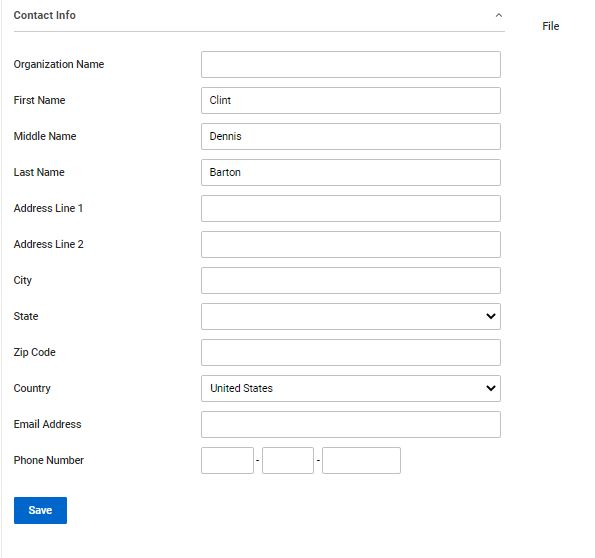 Contact Info
File
Organization Name
First Name Clint
Middle Name Dennis
Last Name Barton
Address Line 1
Address Line 2
City
State
Zip Code
Country United States
Email Address
Phone Number - -
Save